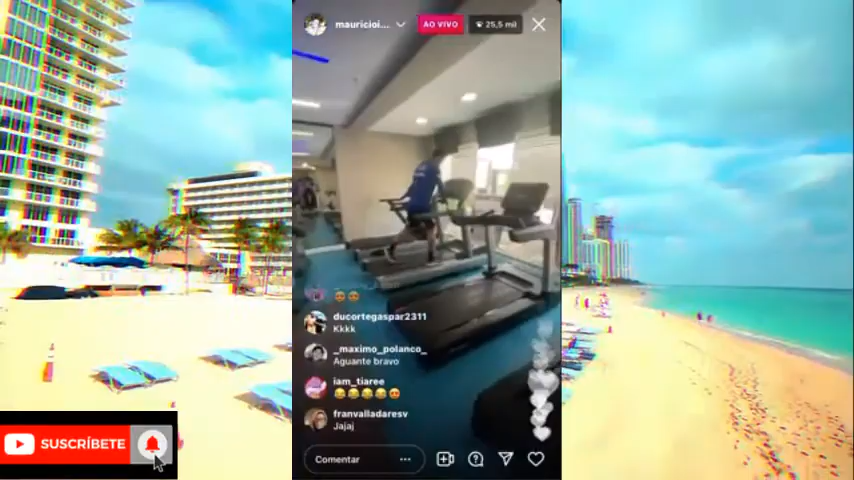 mauricioi...
AO VIVO
25,5 mil
ducortegaspar2311
Kkkk
_maximo_polanco_
Aguante bravo
iam_tiaree
franvalladaresv
Jajaj
Comentar
SUSCRÍBETE